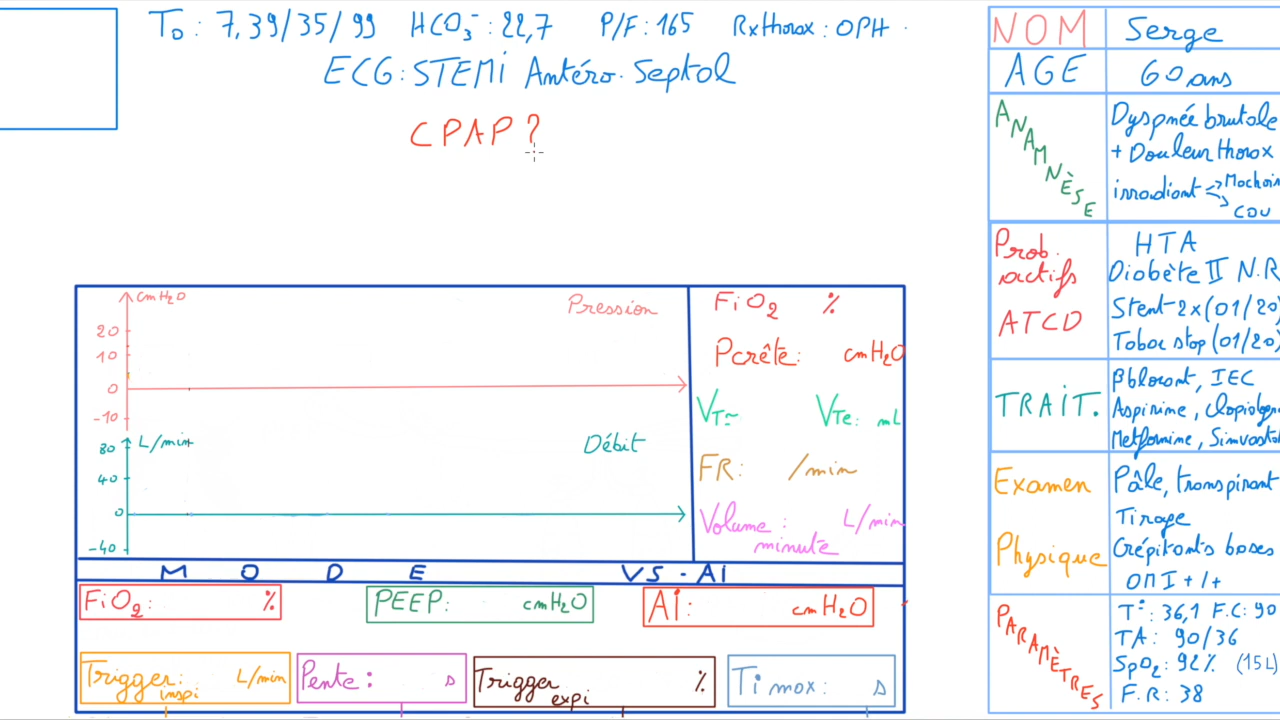 To : 7,39/35/99 HCO3- : 22,7 P/F : 165 Rx thorax : OPH
ECG : STEMI Antéro-Septal
CPAP ?
cmH2O
20
10
0
-10
Pression
80
L/min
40
0
-40
Débit
FiO2 %
Pcrête : cmH2O
VTe : mL
FR : /min
Volume minute : L/min
MODE VS-AI
FiO2 : %
PEEP : cmH2O
AI : cmH2O
Trigger inspi : L/min
Pente : s
Trigger expi %
Ti max : s
NOM Serge
AGE 60 ans
ANAMNÈSE
Dyspnée brutale
+ Douleur thorax
irradiant → Machoir
→ cou
Prob. actifs
ATCD
HTA
Diabète II N.R
Stent-2x (01/20)
Tabac stop (01/20)
TRAIT.
βbloquant, IEC
Aspirine, Clopidogr
Metformine, Simvasta
Examen Physique
Pâle, transpirant
Tirage
Crépitants bases
OMI +/+
PARAMÈTRES
T° : 36,1 F.C : 90
TA : 90/36
SpO2 : 92% (15L)
F.R : 38